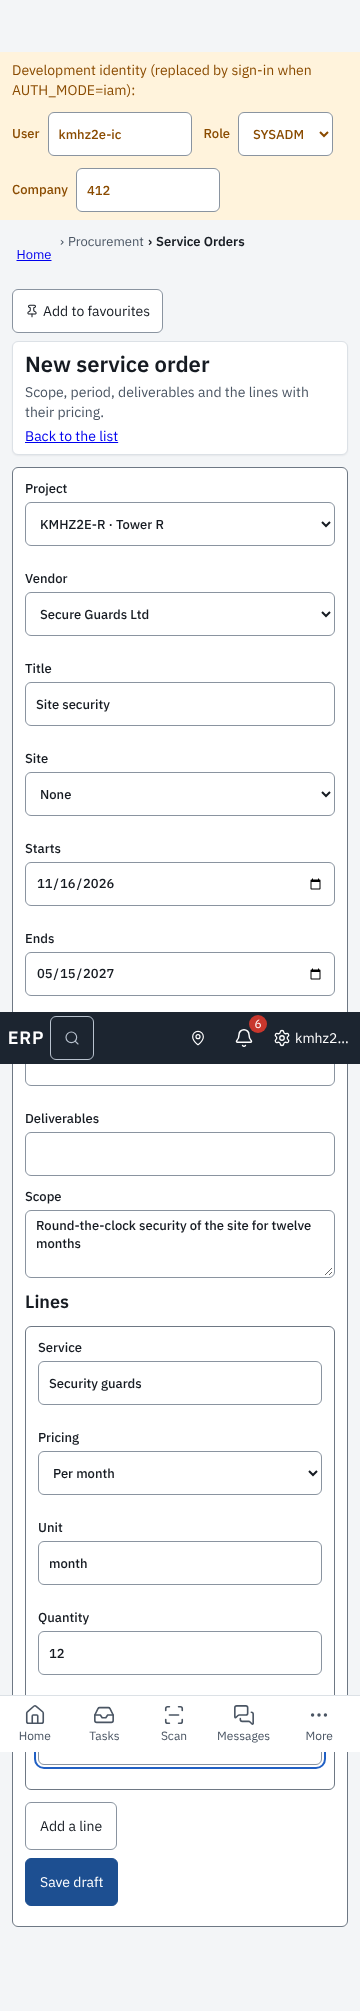 Development identity (replaced by sign-in when
AUTH_MODE=iam):
User kmhz2e-ic Role SYSADM
Company 412
Home › Procurement › Service Orders
Add to favourites
New service order
Scope, period, deliverables and the lines with
their pricing.
Back to the list
Project
KMHZ2E-R · Tower R
Vendor
Secure Guards Ltd
Title
Site security
Site
None
Starts
11/16/2026
Ends
05/15/2027
ERP 6 kmhz2...
Deliverables
Scope
Round-the-clock security of the site for twelve
months
Lines
Service
Security guards
Pricing
Per month
Unit
month
Quantity
12
Home Tasks Scan Messages More
Add a line
Save draft